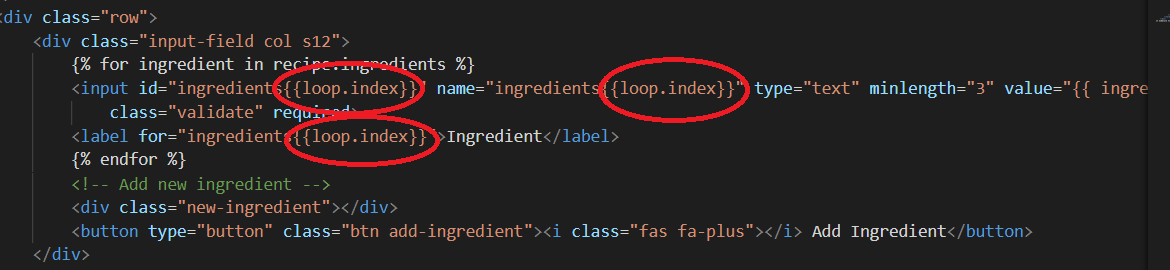 <div class="row">
<div class="input-field col s12">
{% for ingredient in recipe.ingredients %}
<input id="ingredients{{loop.index}}" name="ingredients{{loop.index}}" type="text" minlength="3" value="{{ ingre
class="validate" required>
<label for="ingredients{{loop.index}}">Ingredient</label>
{% endfor %}
<!-- Add new ingredient -->
<div class="new-ingredient"></div>
<button type="button" class="btn add-ingredient"><i class="fas fa-plus"></i> Add Ingredient</button>
</div>